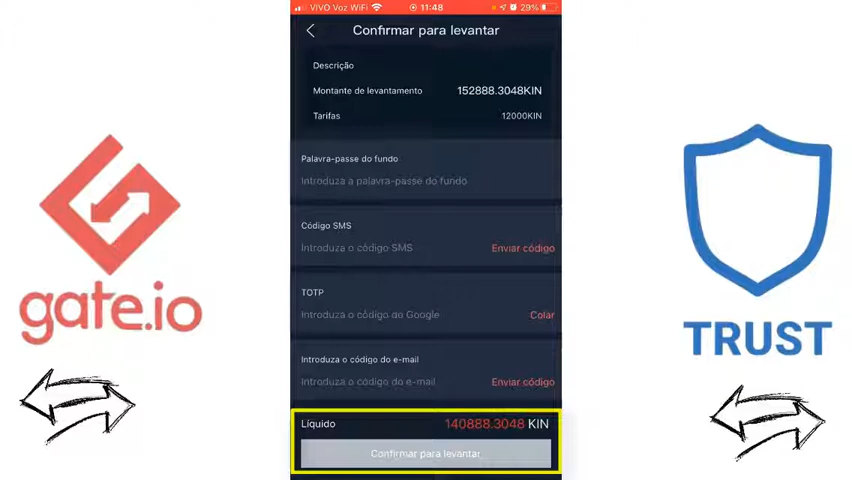 VIVO Voz WiFi
11:48
29%
Confirmar para levantar
Descrição
Montante de levantamento 152888.3048KIN
Tarifas 12000KIN
Palavra-passe do fundo
Introduza a palavra-passe do fundo
Código SMS
Introduza o código SMS Enviar código
TOTP
Introduza o código do Google Colar
Introduza o código do e-mail
Introduza o código do e-mail Enviar código
Líquido 140888.3048 KIN
Confirmar para levantar
gate.io
TRUST